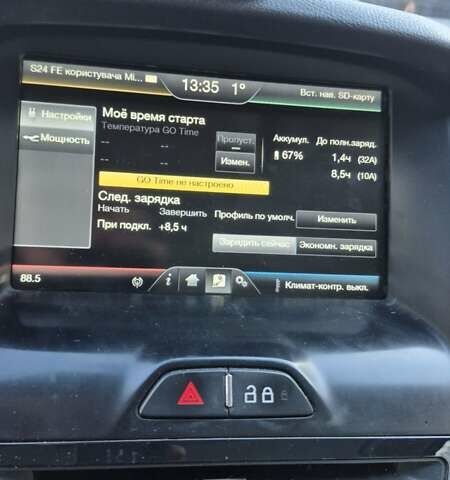 S24 FE користувача Mi... 13:35 1° Вст. нав. SD-карту
Настройки
Мощность
Моё время старта
Температура GO Time
-- -- Пропуст.
-- -- Измен.
GO Time не настроено
Аккумул. До полн.заряд.
67% 1,4ч (32A)
8,5ч (10A)
След. зарядка
Начать Завершить Профиль по умолч. Изменить
При подкл. +8,5 ч
Зарядить сейчас Экономн. зарядка
88.5 Климат-контр. выкл.